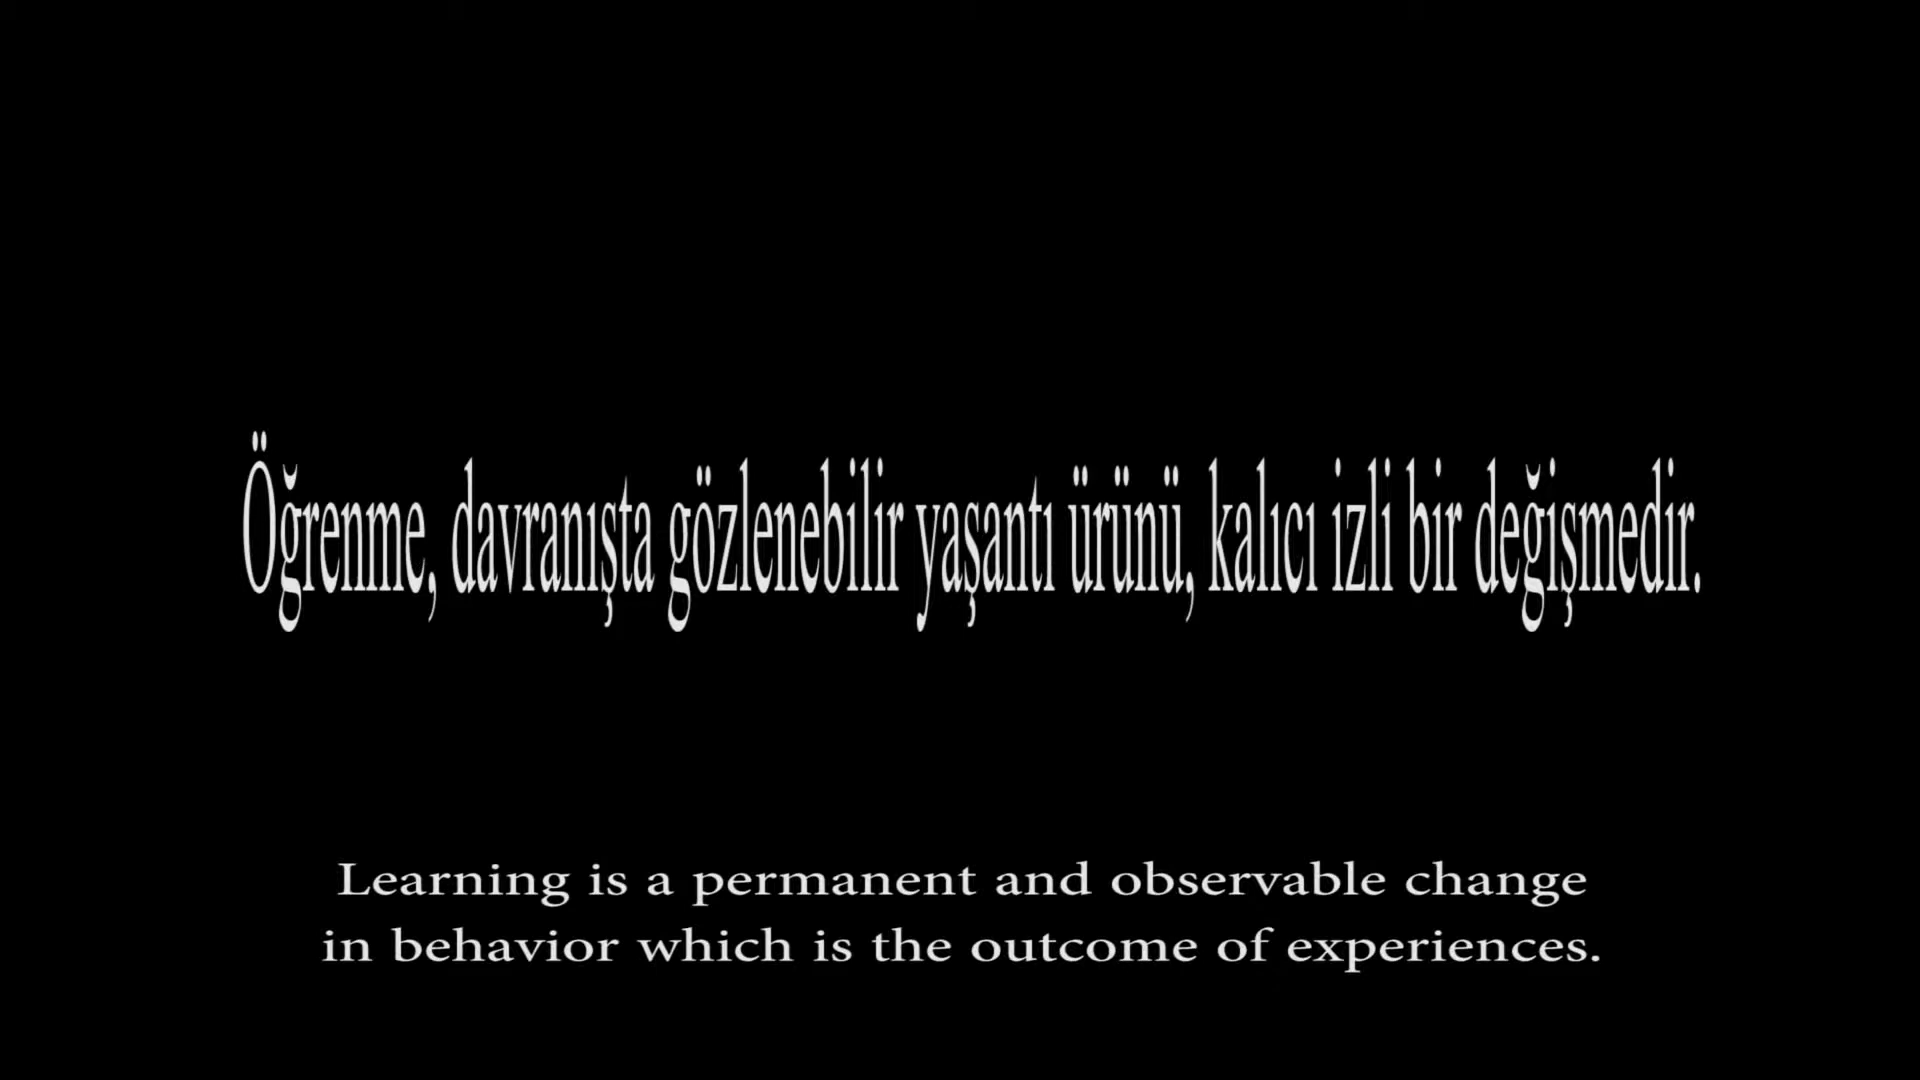 Öğrenme, davranışta gözlenebilir yaşantı ürünü, kalıcı izli bir değişmedir.
Learning is a permanent and observable change
in behavior which is the outcome of experiences.